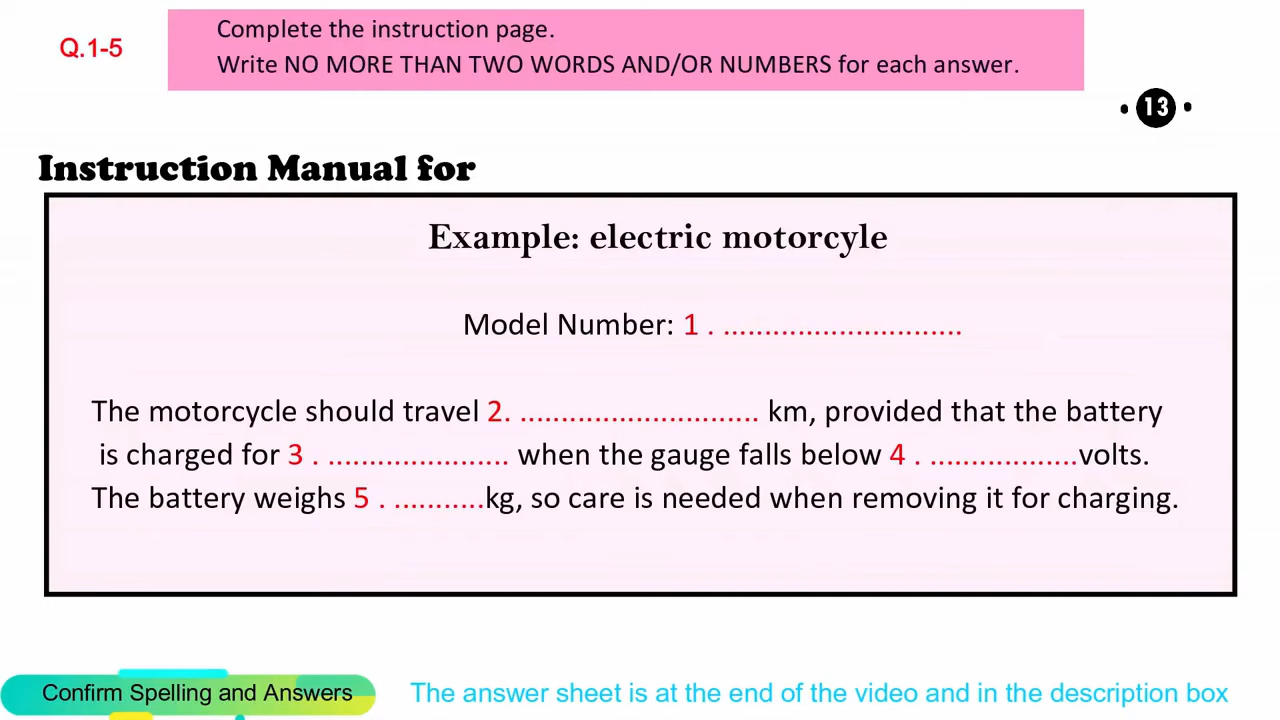 Q.1-5
Complete the instruction page.
Write NO MORE THAN TWO WORDS AND/OR NUMBERS for each answer.
13
Instruction Manual for
Example: electric motorcyle
Model Number: 1 . .............................
The motorcycle should travel 2. ............................. km, provided that the battery
is charged for 3 . ...................... when the gauge falls below 4 . ..................volts.
The battery weighs 5 . ...........kg, so care is needed when removing it for charging.
Confirm Spelling and Answers
The answer sheet is at the end of the video and in the description box